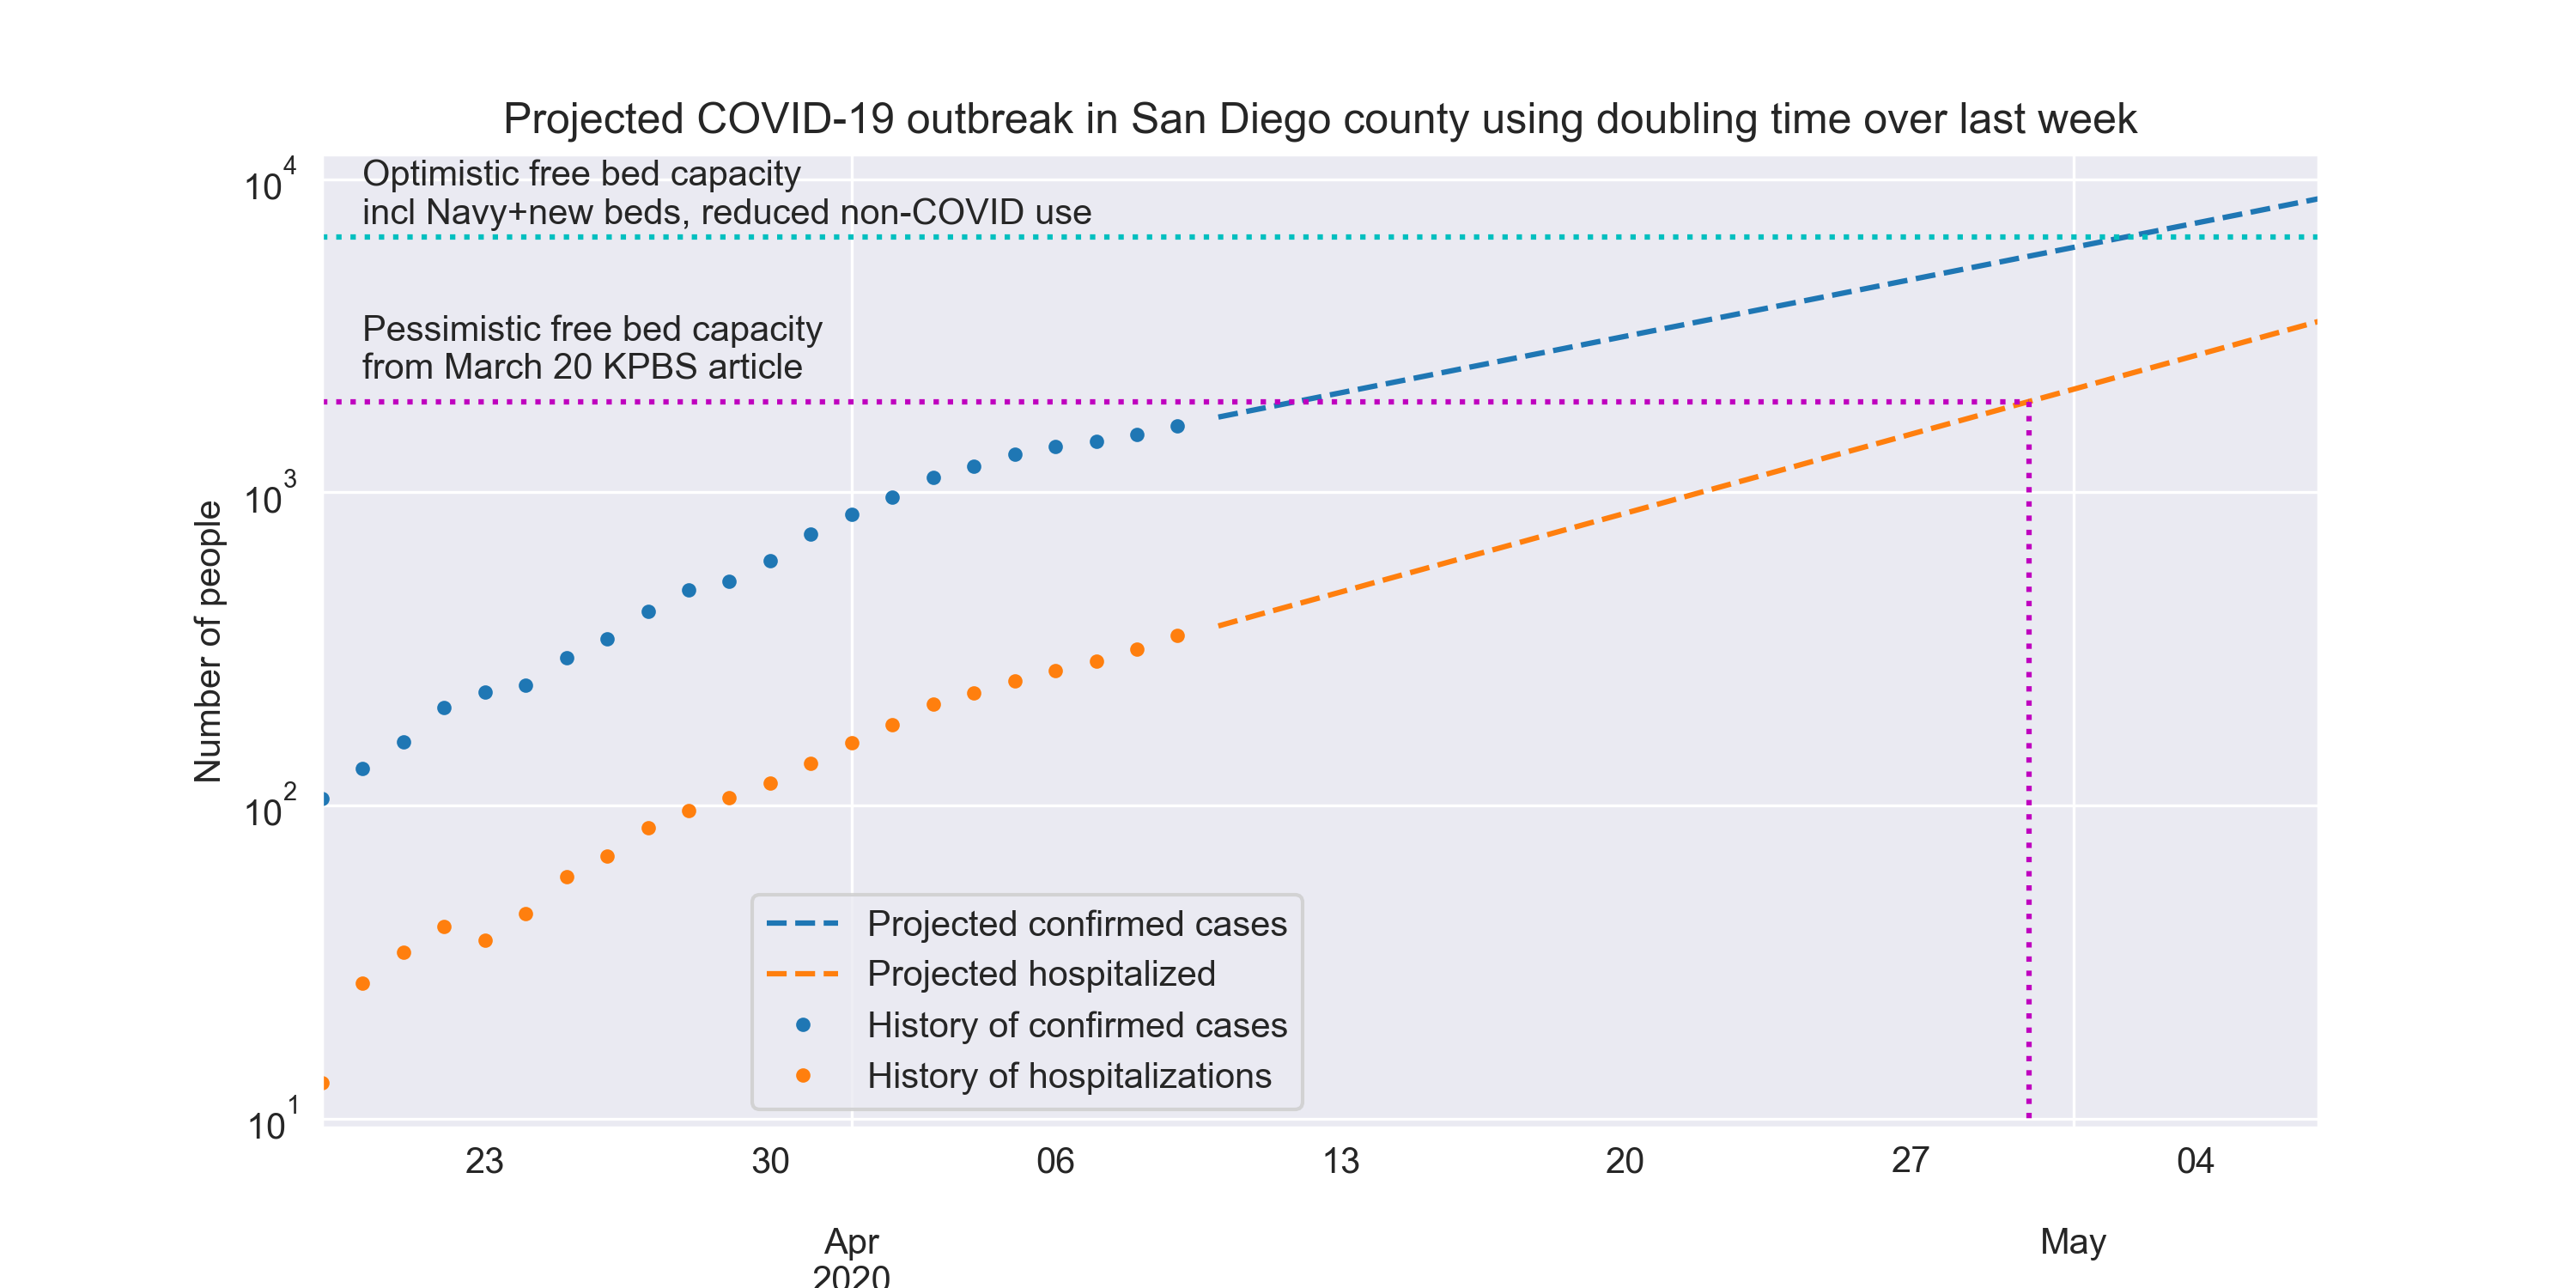 Projected COVID-19 outbreak in San Diego county using doubling time over last week
Optimistic free bed capacity
incl Navy+new beds, reduced non-COVID use
Pessimistic free bed capacity
from March 20 KPBS article
Number of people
10^4
10^3
10^2
10^1
Projected confirmed cases
Projected hospitalized
History of confirmed cases
History of hospitalizations
23 30 06 13 20 27 04
Apr May
2020